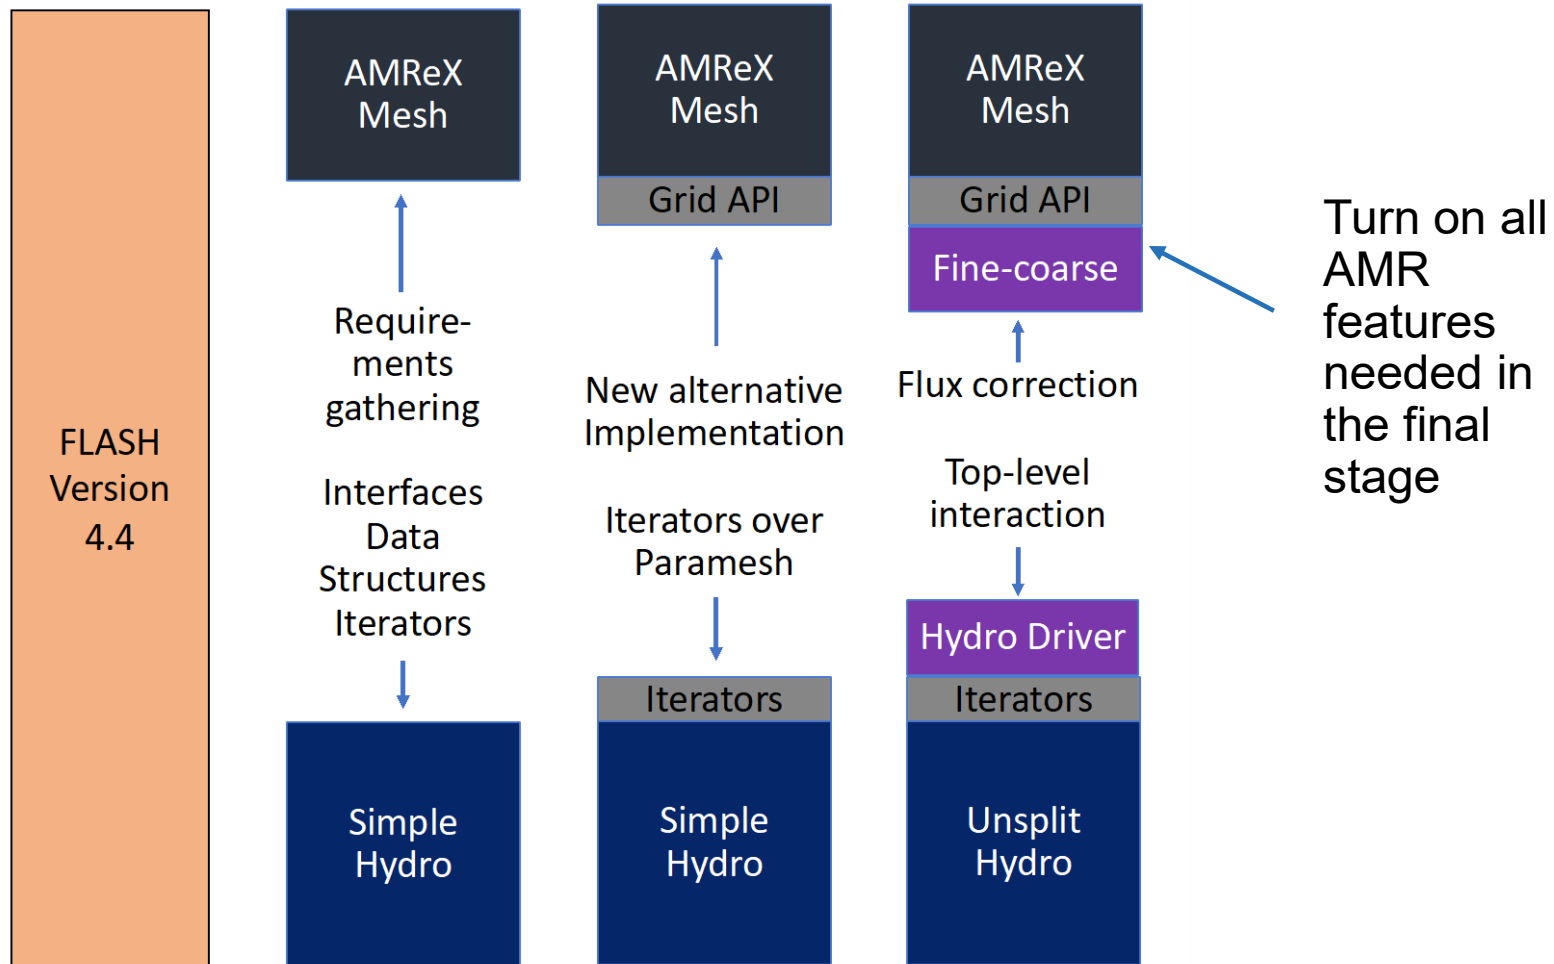 FLASH
Version
4.4
AMReX
Mesh
Require-
ments
gathering
Interfaces
Data
Structures
Iterators
Simple
Hydro
AMReX
Mesh
Grid API
New alternative
Implementation
Iterators over
Paramesh
Iterators
Simple
Hydro
AMReX
Mesh
Grid API
Fine-coarse
Flux correction
Top-level
interaction
Hydro Driver
Iterators
Unsplit
Hydro
Turn on all
AMR
features
needed in
the final
stage